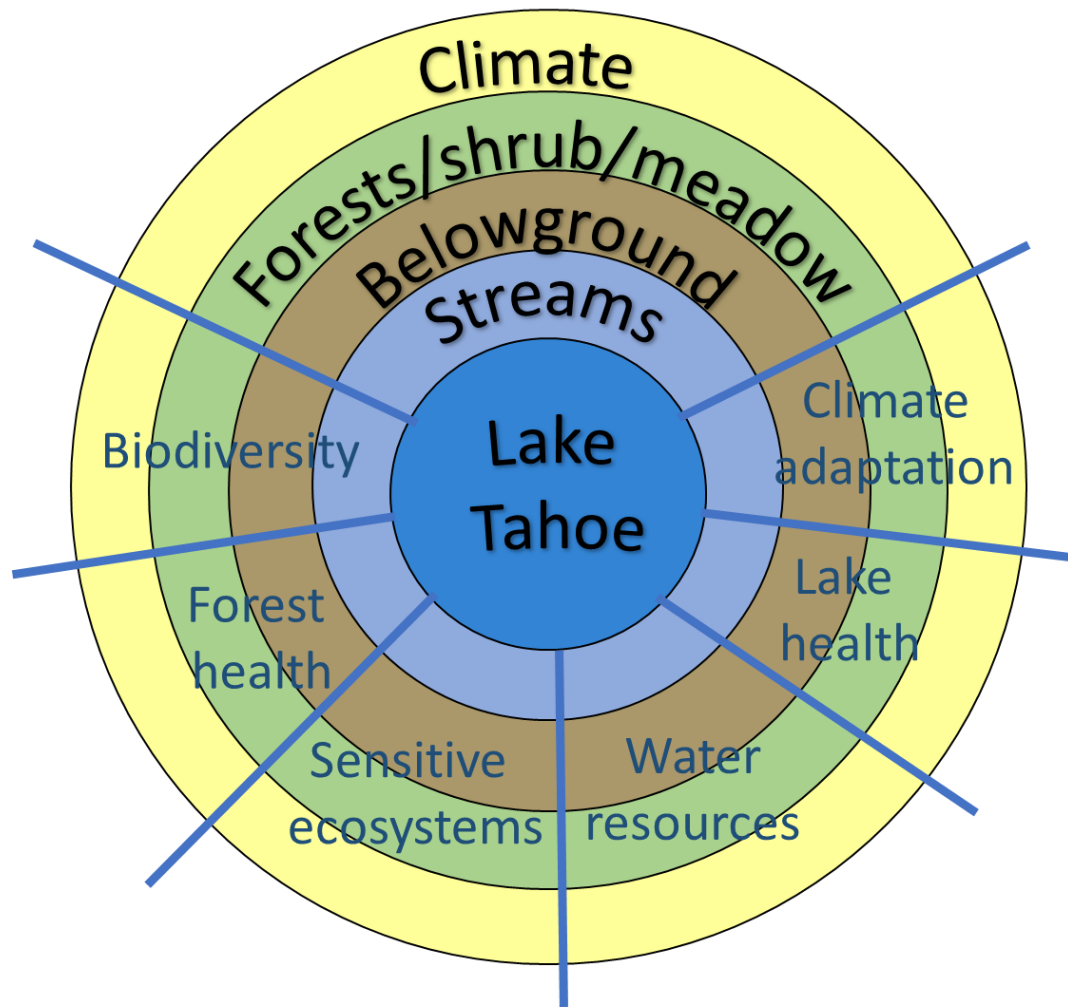 Climate
Forests/shrub/meadow
Belowground
Streams
Lake
Tahoe
Climate
adaptation
Biodiversity
Lake
health
Forest
health
Sensitive
ecosystems
Water
resources